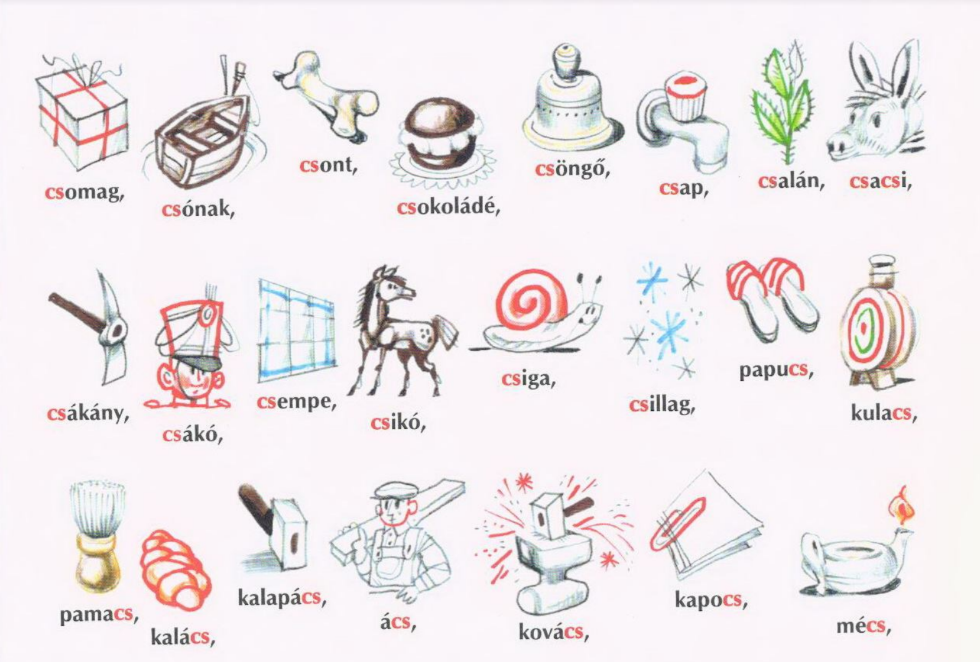 csomag,
csónak,
csont,
csokoládé,
csöngő,
csap,
csalán,
csacsi,
csákány,
csákó,
csempe,
csikó,
csiga,
csillag,
papucs,
kulacs,
pamacs,
kalács,
kalapács,
ács,
kovács,
kapocs,
mécs,